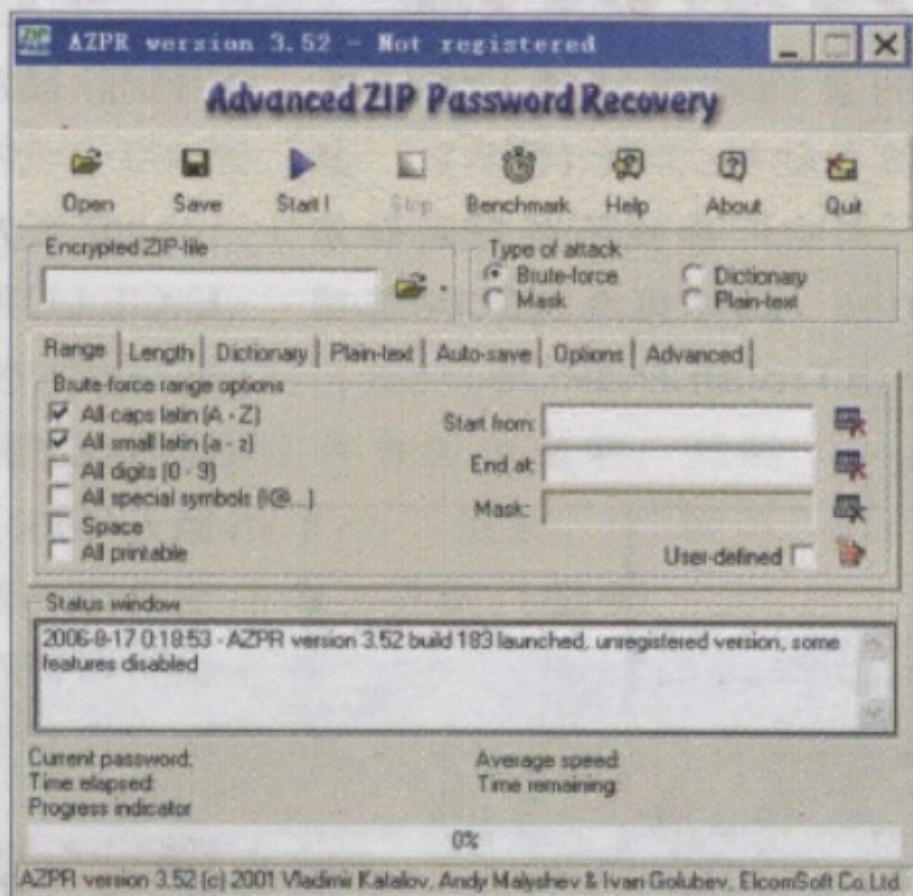 AZPR version 3.52 - Not registered
Advanced ZIP Password Recovery
Open Save Start! Stop Benchmark Help About Quit
Encrypted ZIP-file
Type of attack
Brute-force Dictionary
Mask Plain-text
Range Length Dictionary Plain-text Auto-save Options Advanced
Brute-force range options
All caps latin (A - Z)
All small latin (a - z)
All digits (0 - 9)
All special symbols (!@...)
Space
All printable
Start from:
End at:
Mask:
User-defined
Status window
2006-8-17 0:18:53 - AZPR version 3.52 build 183 launched, unregistered version, some
features disabled
Current password: Average speed:
Time elapsed: Time remaining:
Progress indicator
0%
AZPR version 3.52 (c) 2001 Vladimir Katalov, Andy Malyshev & Ivan Golubev, ElcomSoft Co.Ltd.